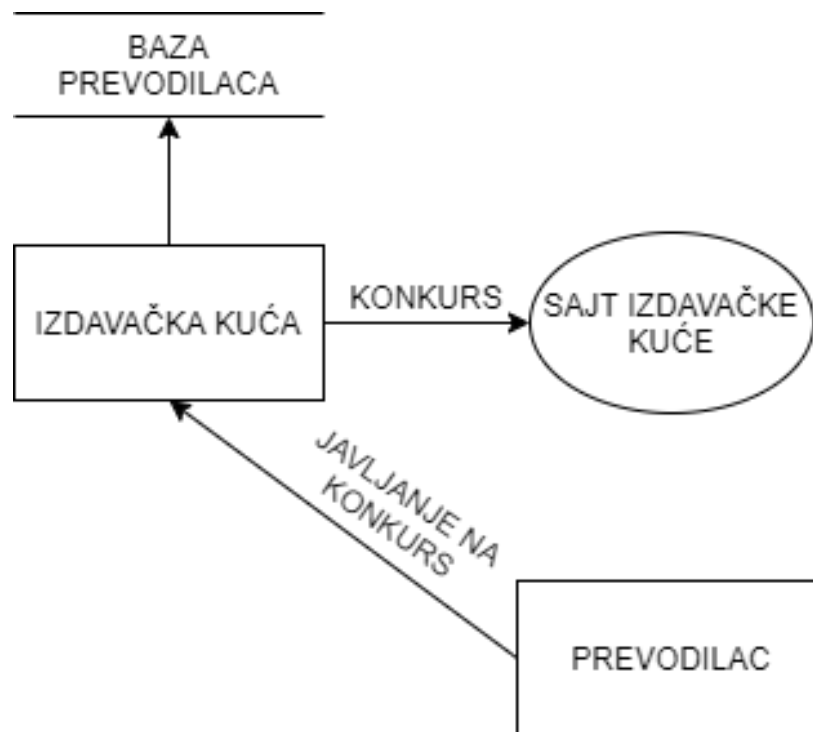 BAZA
PREVODILACA
IZDAVAČKA KUĆA
KONKURS
SAJT IZDAVAČKE
KUĆE
JAVLJANJE NA
KONKURS
PREVODILAC